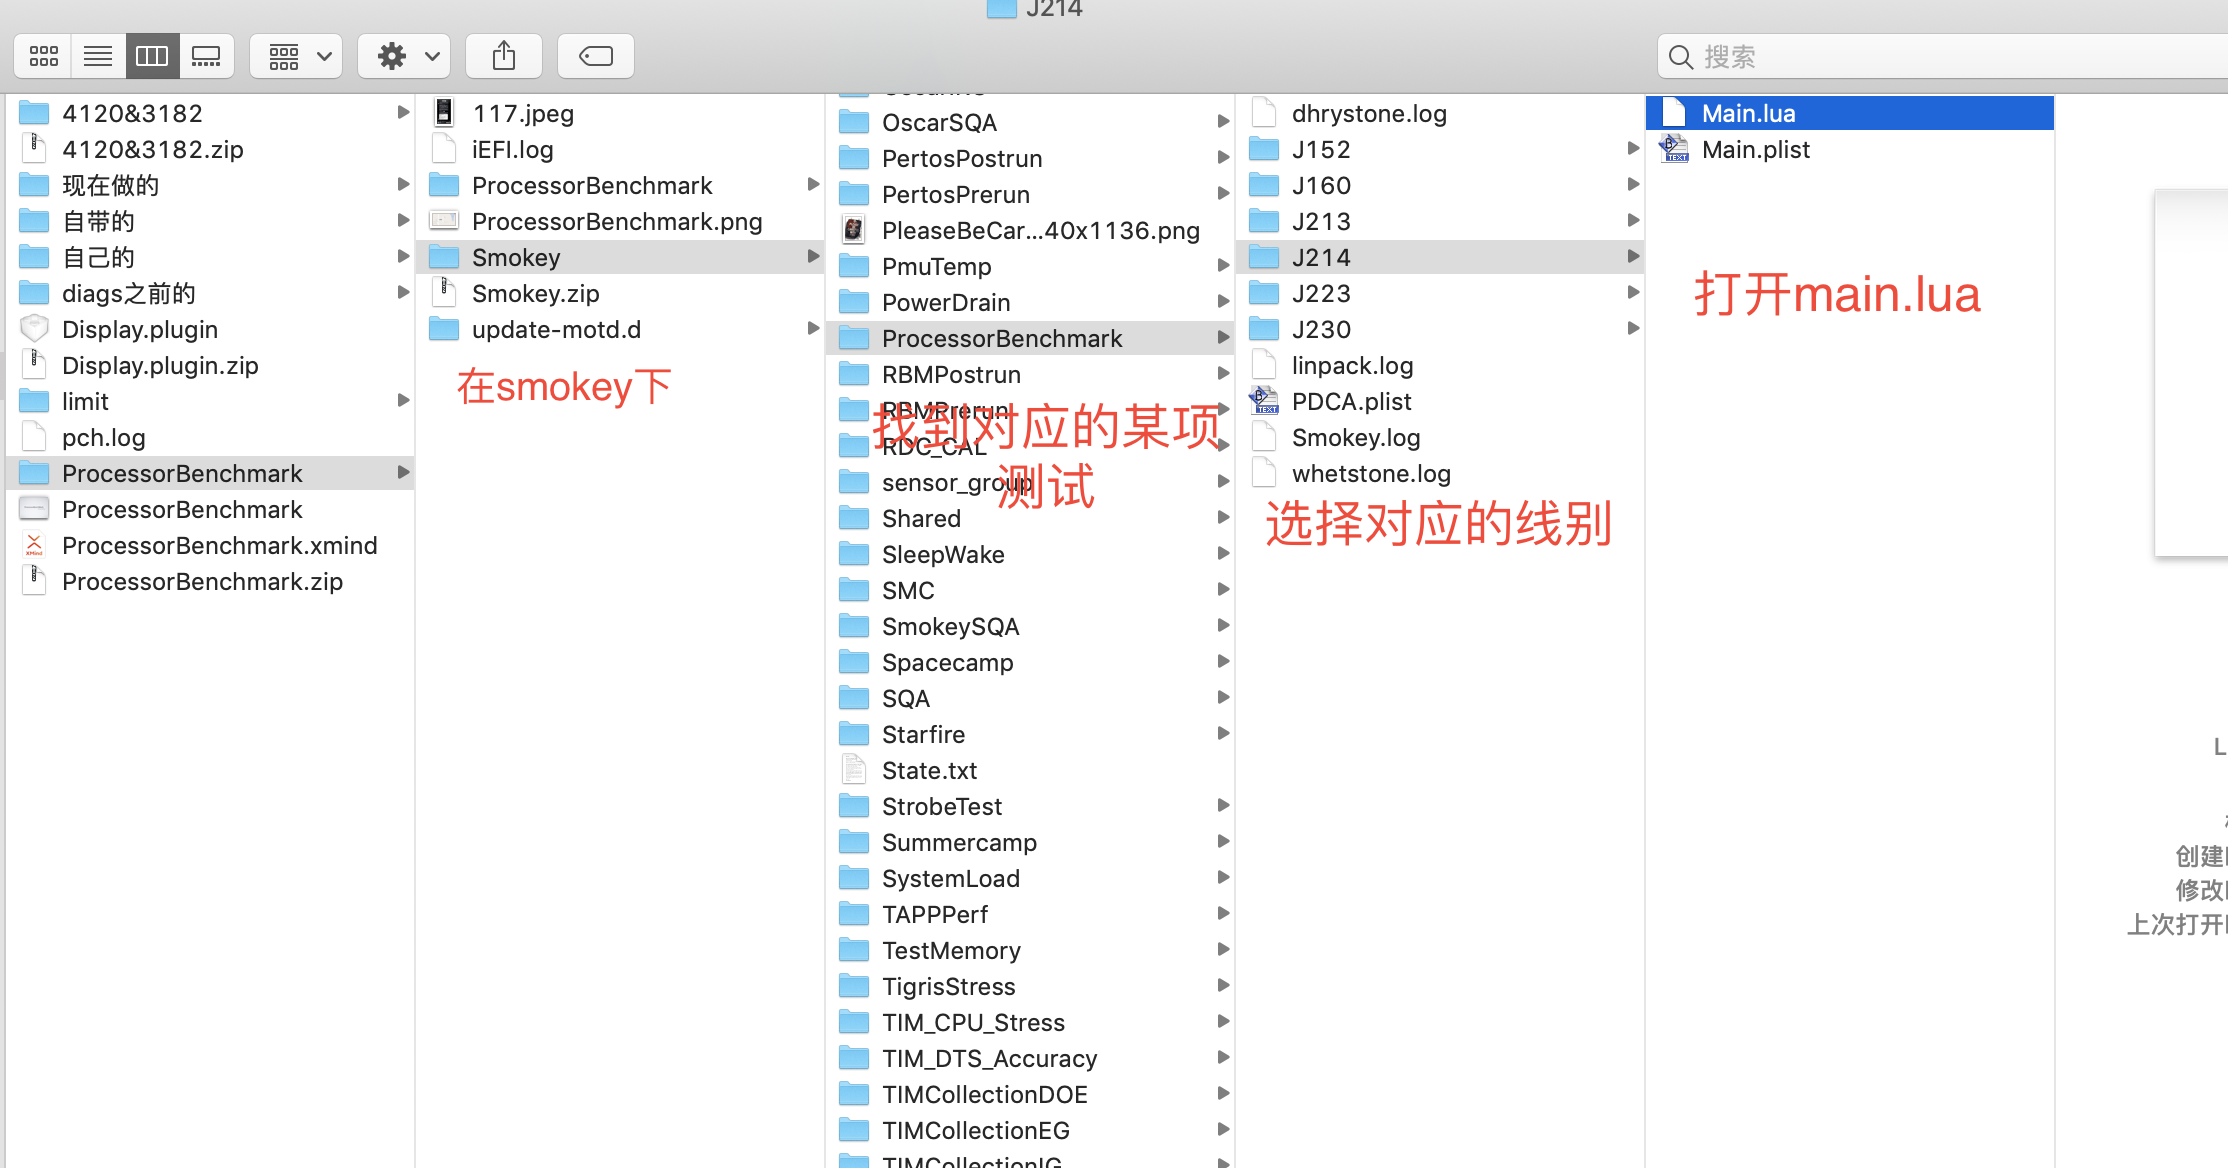 J214
搜索
4120&3182
4120&3182.zip
现在做的
自带的
自己的
diags之前的
Display.plugin
Display.plugin.zip
limit
pch.log
ProcessorBenchmark
ProcessorBenchmark
ProcessorBenchmark.xmind
ProcessorBenchmark.zip
117.jpeg
iEFI.log
ProcessorBenchmark
ProcessorBenchmark.png
Smokey
Smokey.zip
update-motd.d
在smokey下
OscarSQA
PertosPostrun
PertosPrerun
PleaseBeCar...40x1136.png
PmuTemp
PowerDrain
ProcessorBenchmark
RBMPostrun
RBMPrerun
找到对应的某项
RDC_CAL
sensor_group
测试
Shared
SleepWake
SMC
SmokeySQA
Spacecamp
SQA
Starfire
State.txt
StrobeTest
Summercamp
SystemLoad
TAPPPerf
TestMemory
TigrisStress
TIM_CPU_Stress
TIM_DTS_Accuracy
TIMCollectionDOE
TIMCollectionEG
TIMCollectionIG
dhrystone.log
J152
J160
J213
J214
J223
J230
linpack.log
PDCA.plist
Smokey.log
whetstone.log
选择对应的线别
Main.lua
Main.plist
打开main.lua
L
创建
修改
上次打开